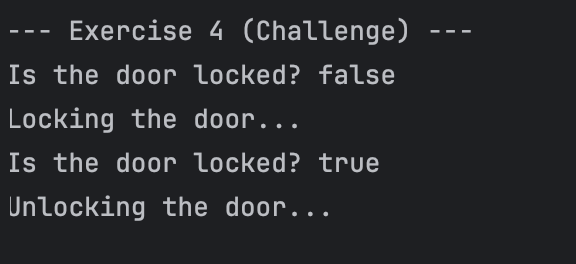 --- Exercise 4 (Challenge) ---
Is the door locked? false
Locking the door...
Is the door locked? true
Unlocking the door...